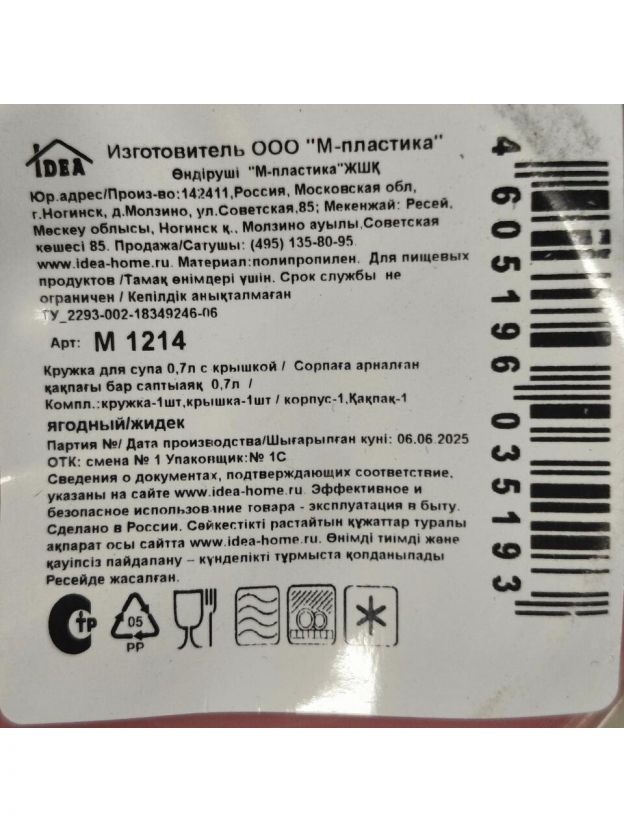 IDEA
Изготовитель ООО "М-пластика"
Өндіруші "М-пластика"ЖШҚ
Юр.адрес/Произ-во:142411,Россия, Московская обл,
г.Ногинск, д.Молзино, ул.Советская,85; Мекенжай: Ресей,
Мәскеу облысы, Ногинск қ., Молзино ауылы,Советская
көшесі 85. Продажа/Сатушы: (495) 135-80-95
www.idea-home.ru. Материал:полипропилен. Для пищевых
продуктов /Тамақ өнімдері үшін. Срок службы не
ограничен / Кепілдік анықталмаған
ТУ_2293-002-18349246-06
Арт: М 1214
Кружка для супа 0,7л с крышкой / Сорпаға арналған
қақпағы бар саптыаяқ 0,7л /
Компл.:кружка-1шт,крышка-1шт / корпус-1,Қақпақ-1
ягодный/жидек
Партия №/ Дата производства/Шығарылған күні: 06.06.2025
ОТК: смена № 1 Упаковщик:№ 1С
Сведения о документах, подтверждающих соответствие,
указаны на сайте www.idea-home.ru. Эффективное и
безопасное использование товара - эксплуатация в быту.
Сделано в России. Сәйкестікті растайтын құжаттар туралы
ақпарат осы сайтта www.idea-home.ru. Өнімді тиімді және
қауіпсіз пайдалану – күнделікті тұрмыста қолданылады
Ресейде жасалған.
СТР
05
PP
4605196035193